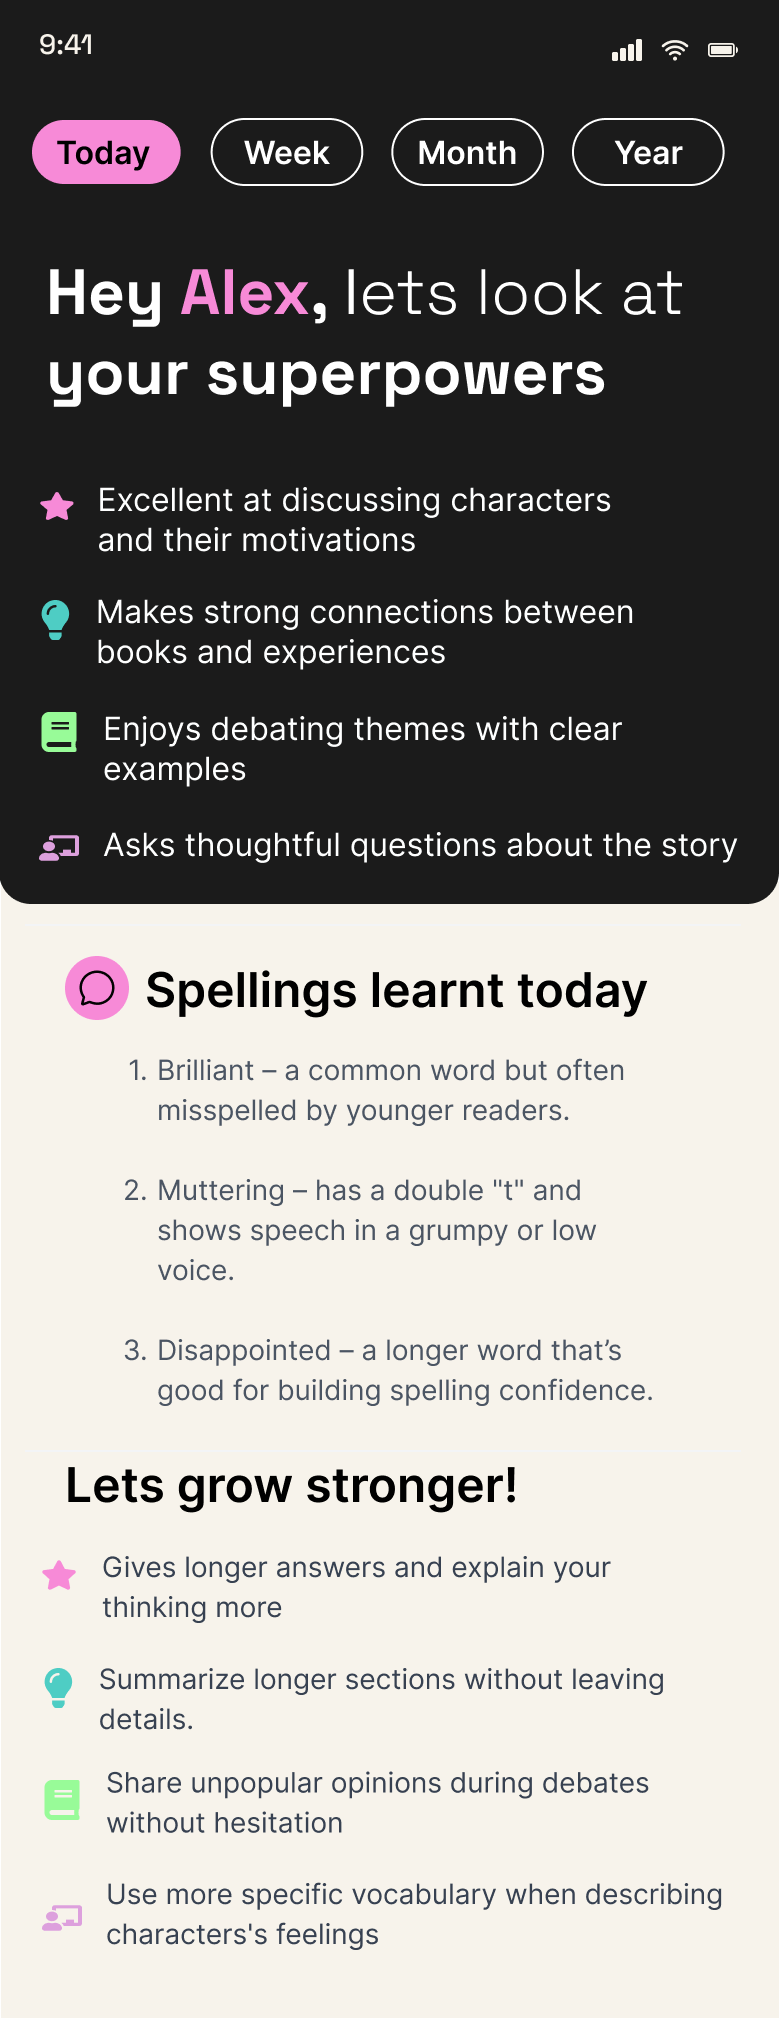 9:41
Today Week Month Year
Hey Alex, lets look at
your superpowers
Excellent at discussing characters
and their motivations
Makes strong connections between
books and experiences
Enjoys debating themes with clear
examples
Asks thoughtful questions about the story
Spellings learnt today
1. Brilliant – a common word but often
misspelled by younger readers.
2. Muttering – has a double "t" and
shows speech in a grumpy or low
voice.
3. Disappointed – a longer word that’s
good for building spelling confidence.
Lets grow stronger!
Gives longer answers and explain your
thinking more
Summarize longer sections without leaving
details.
Share unpopular opinions during debates
without hesitation
Use more specific vocabulary when describing
characters's feelings